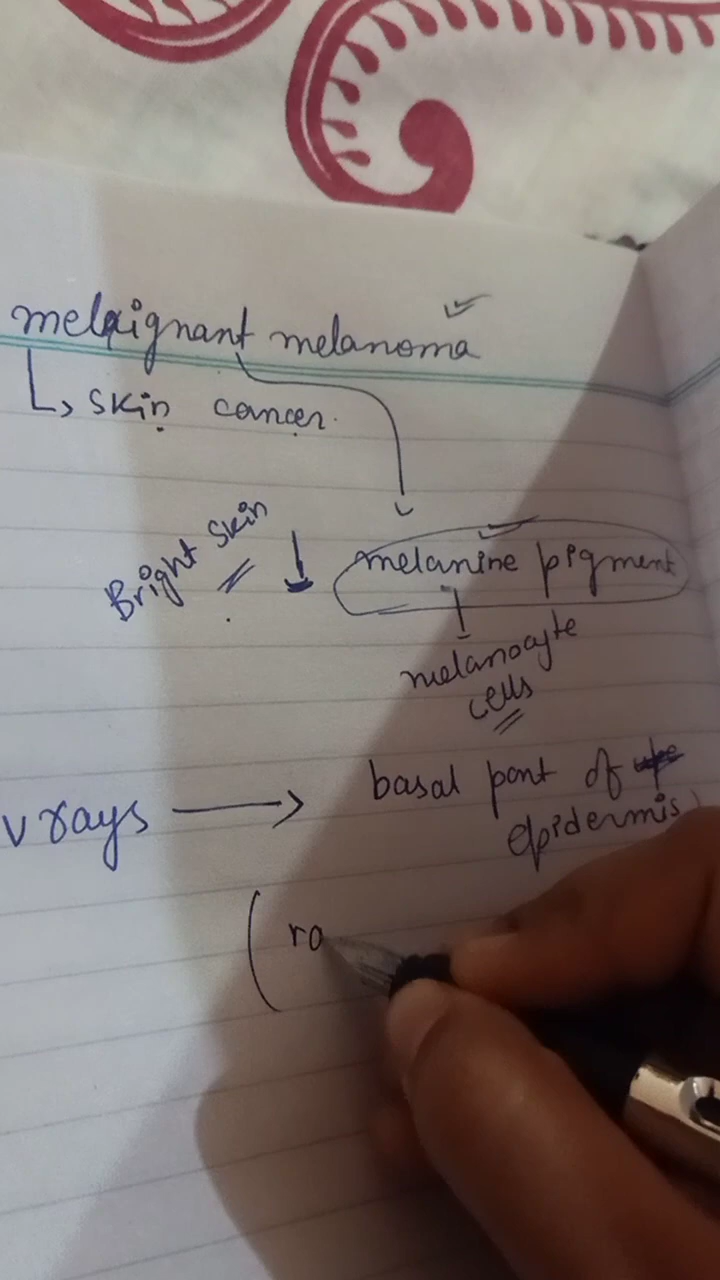 melaignant melanoma
skin cancer
Bright skin
melanine pigment
melanocyte
cells
v rays
basal part of
epidermis
(ro